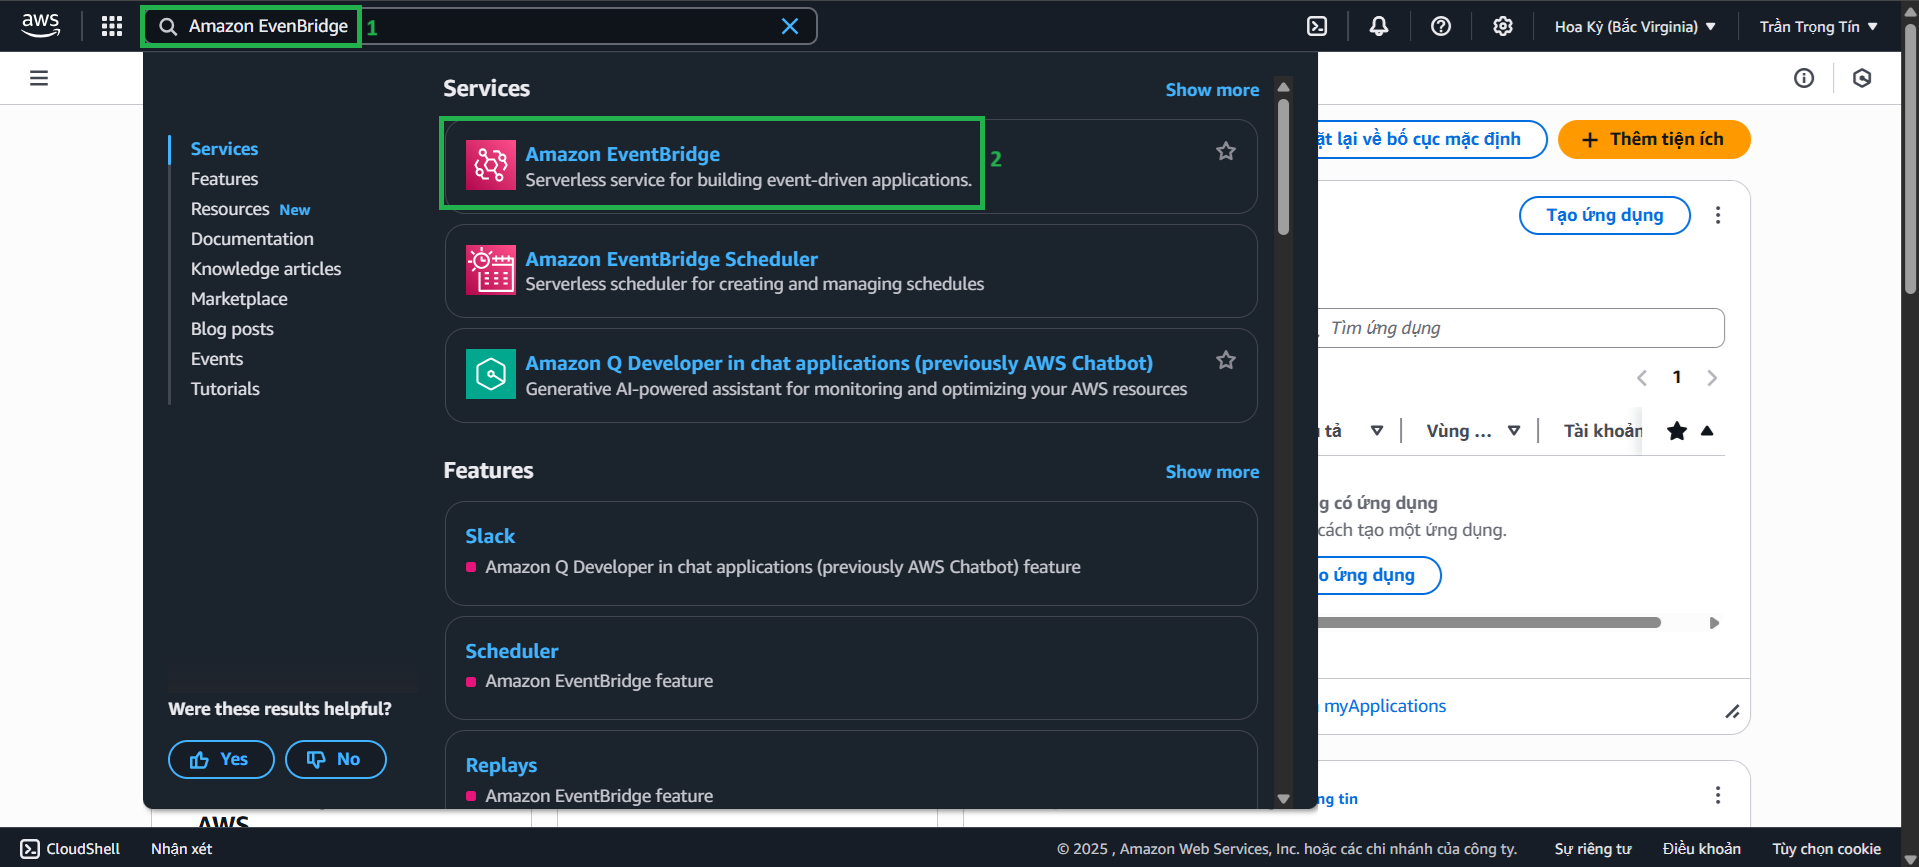 aws
Amazon EvenBridge
1
Hoa Kỳ (Bắc Virginia)
Trần Trọng Tín
Services
Features
Resources New
Documentation
Knowledge articles
Marketplace
Blog posts
Events
Tutorials
Were these results helpful?
Yes
No
Services
Show more
Amazon EventBridge
Serverless service for building event-driven applications.
2
Amazon EventBridge Scheduler
Serverless scheduler for creating and managing schedules
Amazon Q Developer in chat applications (previously AWS Chatbot)
Generative AI-powered assistant for monitoring and optimizing your AWS resources
Features
Show more
Slack
Amazon Q Developer in chat applications (previously AWS Chatbot) feature
Scheduler
Amazon EventBridge feature
Replays
Amazon EventBridge feature
lại về bố cục mặc định
Thêm tiện ích
Tạo ứng dụng
Tìm ứng dụng
1
tả
Vùng ...
Tài khoản
có ứng dụng
cách tạo một ứng dụng.
ứng dụng
myApplications
tin
AWS
CloudShell
Nhận xét
© 2025 , Amazon Web Services, Inc. hoặc các chi nhánh của công ty.
Sự riêng tư
Điều khoản
Tùy chọn cookie